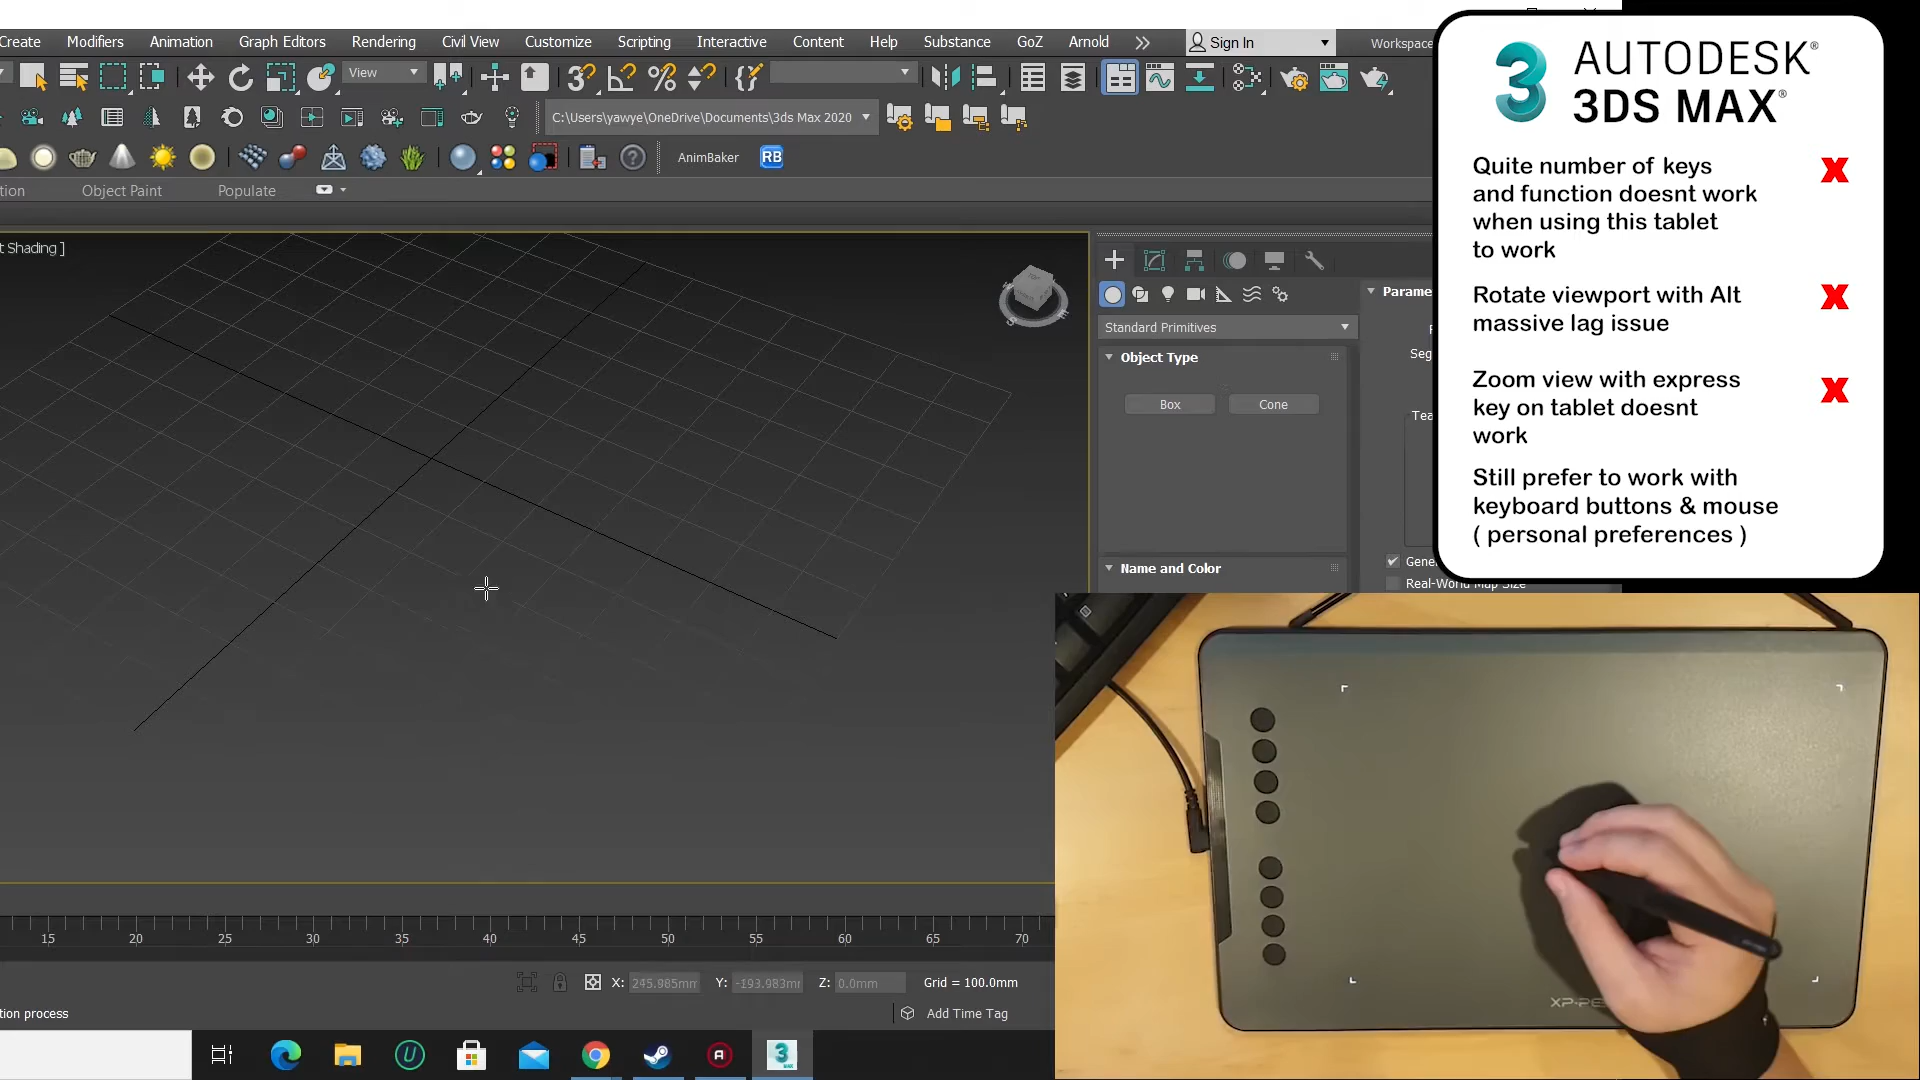 Create Modifiers Animation Graph Editors Rendering Civil View Customize Scripting Interactive Content Help Substance GoZ Arnold Sign In Workspace
View
C:\Users\yawye\OneDrive\Documents\3ds Max 2020
AnimBaker RB
tion Object Paint Populate
t Shading ]
Standard Primitives
Object Type
Box Cone
Name and Color
Parame
Seg
Tea
Gene
Real-World Map Size
AUTODESK®
3DS MAX®
Quite number of keys
and function doesnt work
when using this tablet
to work
X
Rotate viewport with Alt
massive lag issue
X
Zoom view with express
key on tablet doesnt
work
X
Still prefer to work with
keyboard buttons & mouse
( personal preferences )
15 20 25 30 35 40 45 50 55 60 65 70
X: 245.985mm Y: -193.983mm Z: 0.0mm Grid = 100.0mm
tion process
Add Time Tag
XP-PE